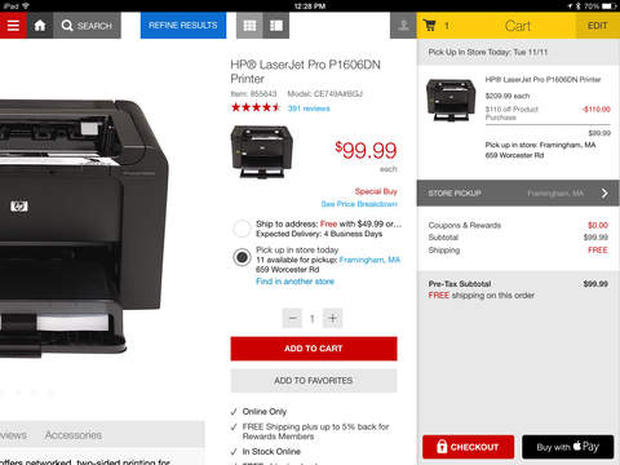 iPad
12:28 PM
70%
SEARCH
REFINE RESULTS
1
Cart
EDIT
HP® LaserJet Pro P1606DN
Printer
Item: 855643 Model: CE749A#BGJ
391 reviews
$99.99
each
Special Buy
See Price Breakdown
Ship to address: Free with $49.99 or...
Expected Delivery: 4 Business Days
Pick up in store today
11 available for pickup: Framingham, MA
659 Worcester Rd
Find in another store
1
ADD TO CART
ADD TO FAVORITES
Online Only
FREE Shipping plus up to 5% back for
Rewards Members
In Stock Online
hp
views Accessories
offers networked, two-sided printing for
Pick Up In Store Today: Tue 11/11
HP® LaserJet Pro P1606DN Printer
$209.99 each
$110 off Product -$110.00
Purchase
$99.99
Pick up in store: Framingham, MA
659 Worcester Rd
STORE PICKUP Framingham, MA
Coupons & Rewards $0.00
Subtotal $99.99
Shipping FREE
Pre-Tax Subtotal $99.99
FREE shipping on this order
CHECKOUT
Buy with Pay